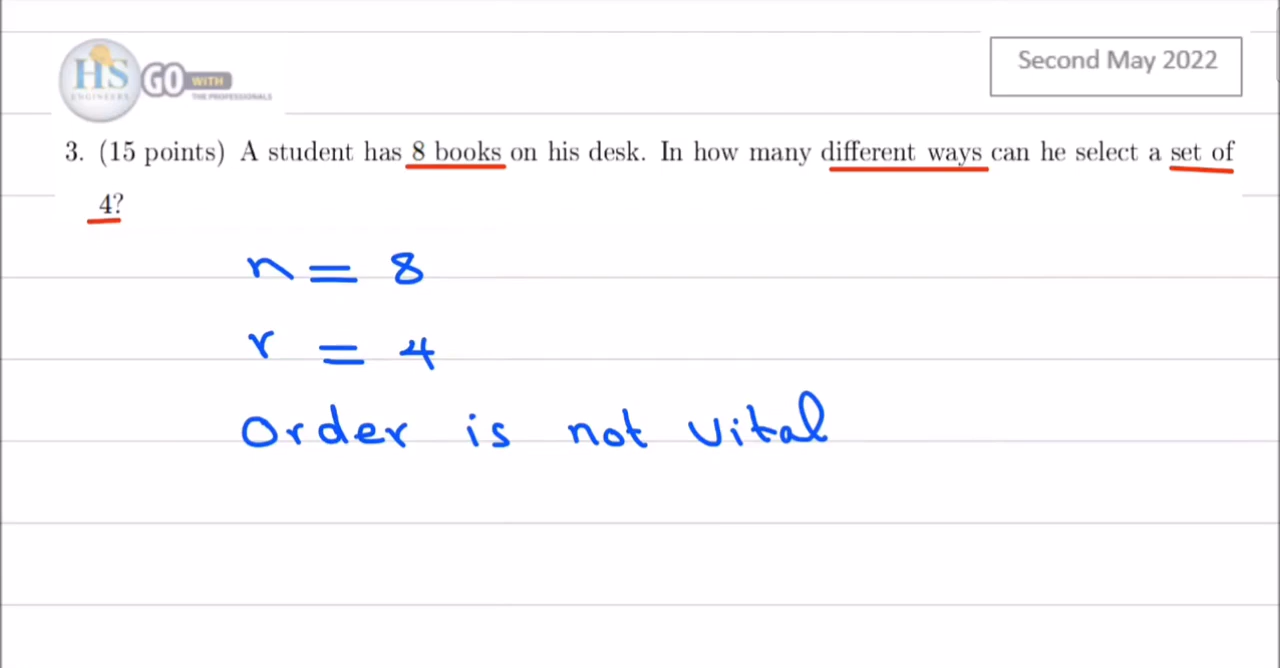 HS
ENGINEERS
GO WITH
THE PROFESSIONALS
Second May 2022
3. (15 points) A student has 8 books on his desk. In how many different ways can he select a set of
4?
n = 8
r = 4
Order is not vital